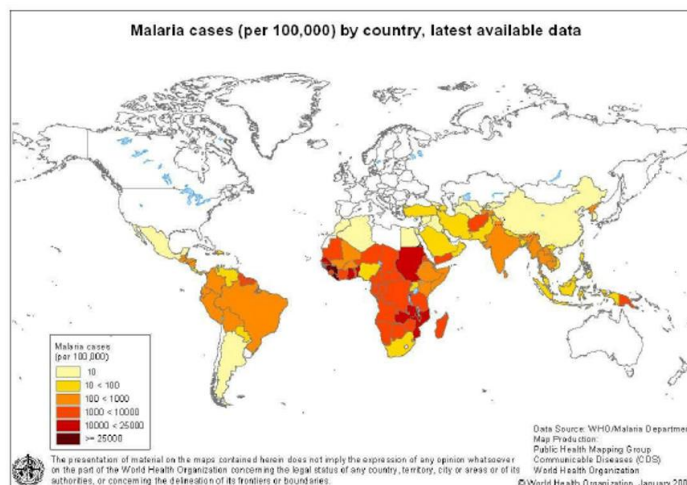 Malaria cases (per 100,000) by country, latest available data
Malaria cases
(per 100,000)
10
10 < 100
100 < 1000
1000 < 10000
10000 < 25000
>= 25000
The presentation of material on the maps contained herein does not imply the expression of any opinion whatsoever
on the part of the World Health Organization concerning the legal status of any country, territory, city or areas or of its
authorities, or concerning the delineation of its frontiers or boundaries.
Data Source: WHO/Malaria Departme
Map Production:
Public Health Mapping Group
Communicable Diseases (CDS)
World Health Organization
© World Health Organization, January 200